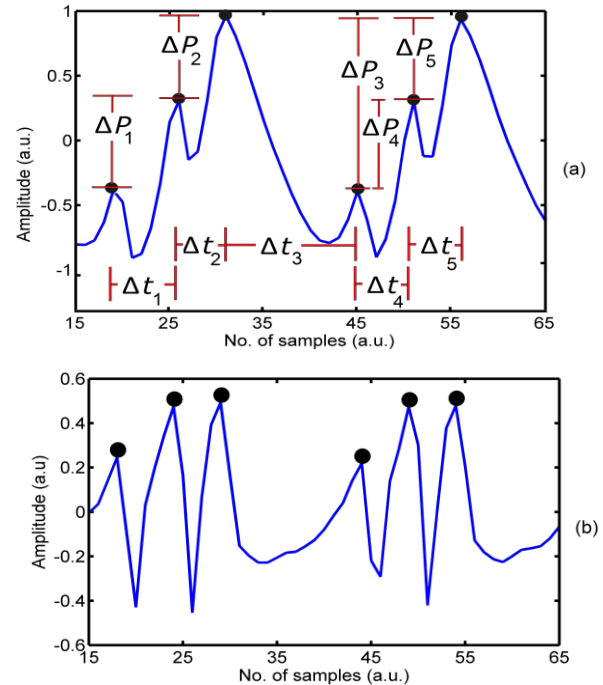 1
0.5
0
-0.5
-1
Amplitude (a.u.)
ΔP1
ΔP2
ΔP3
ΔP4
ΔP5
Δt1
Δt2
Δt3
Δt4
Δt5
(a)
15 25 35 45 55 65
No. of samples (a.u.)
0.6
0.4
0.2
0
-0.2
-0.4
-0.6
Amplitude (a.u)
(b)
15 25 35 45 55 65
No. of samples (a.u.)